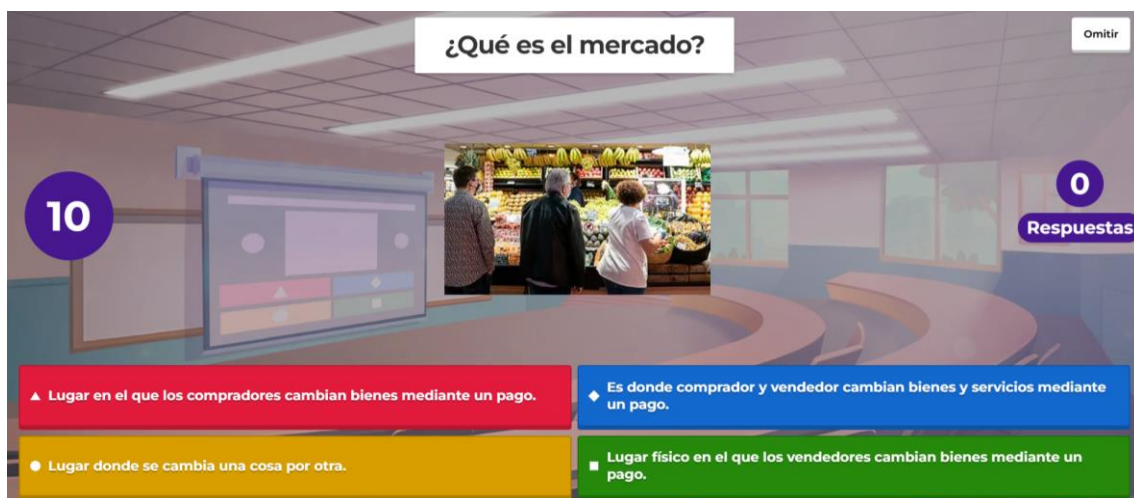 ¿Qué es el mercado?
Omitir
10
0
Respuestas
Lugar en el que los compradores cambian bienes mediante un pago.
Es donde comprador y vendedor cambian bienes y servicios mediante
un pago.
Lugar donde se cambia una cosa por otra.
Lugar físico en el que los vendedores cambian bienes mediante un
pago.